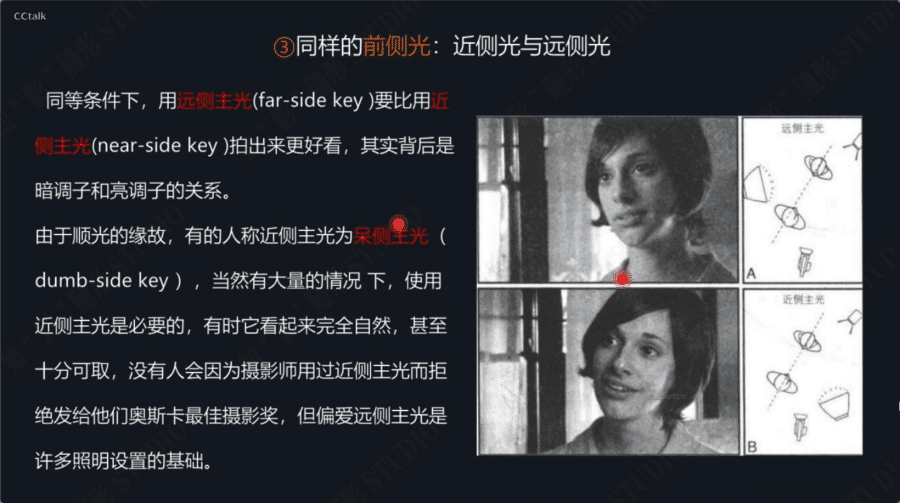 CCtalk
③同样的前侧光：近侧光与远侧光
同等条件下，用远侧主光(far-side key )要比用近
侧主光(near-side key )拍出来更好看，其实背后是
暗调子和亮调子的关系。
由于顺光的缘故，有的人称近侧主光为呆侧主光（
dumb-side key ），当然有大量的情况 下，使用
近侧主光是必要的，有时它看起来完全自然，甚至
十分可取，没有人会因为摄影师用过近侧主光而拒
绝发给他们奥斯卡最佳摄影奖，但偏爱远侧主光是
许多照明设置的基础。
远侧主光
A
近侧主光
B